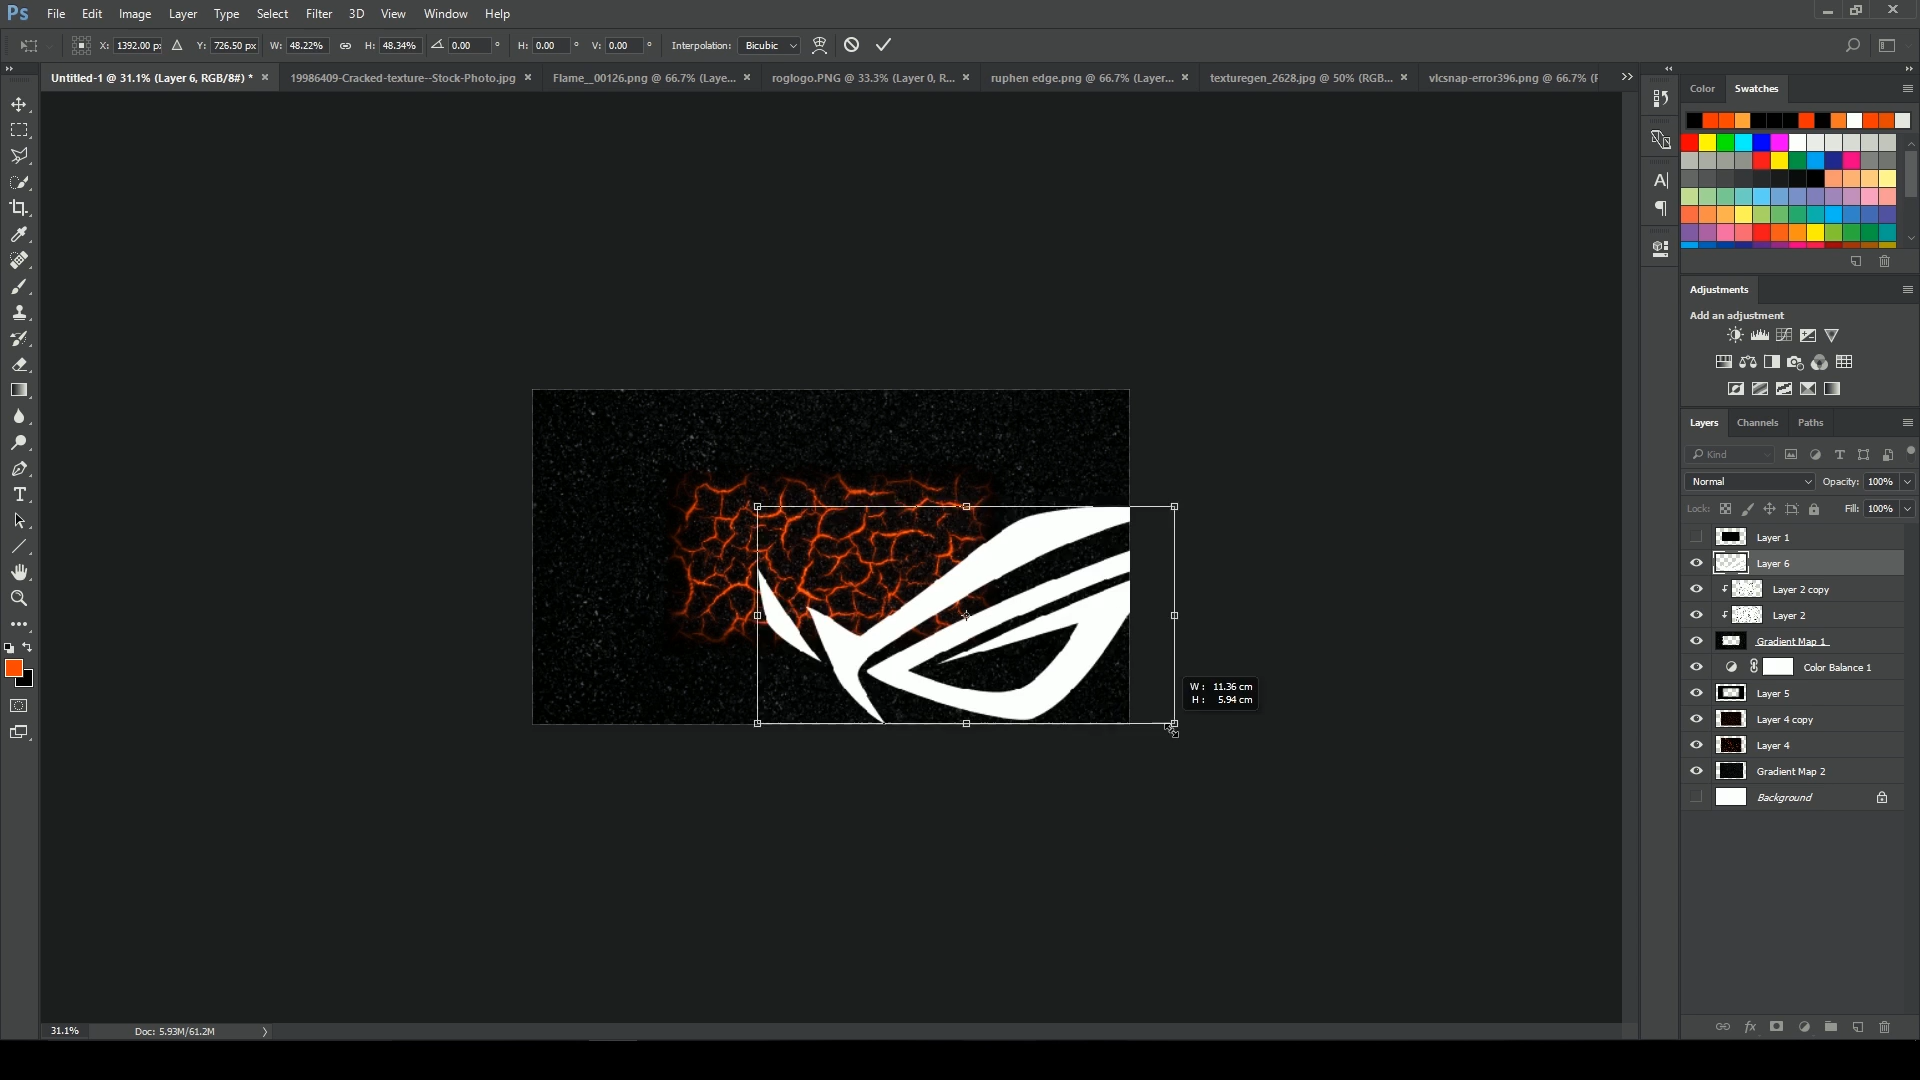 Ps File Edit Image Layer Type Select Filter 3D View Window Help
X: 1392.00 p Y: 726.50 px W: 48.22% H: 48.34% 0.00 ° H: 0.00 ° V: 0.00 ° Interpolation: Bicubic
Untitled-1 @ 31.1% (Layer 6, RGB/8#) * × 19986409-Cracked-texture--Stock-Photo.jpg × Flame__00126.png @ 66.7% (Laye... × roglogo.PNG @ 33.3% (Layer 0, R... × ruphen edge.png @ 66.7% (Layer... × texturegen_2628.jpg @ 50% (RGB... × vlcsnap-error396.png @ 66.7% (
Color Swatches
Adjustments
Add an adjustment
Layers Channels Paths
Kind
Normal Opacity: 100%
Lock: Fill: 100%
Layer 1
Layer 6
Layer 2 copy
Layer 2
Gradient Map 1
Color Balance 1
Layer 5
Layer 4 copy
Layer 4
Gradient Map 2
Background
W: 11.36 cm
H: 5.94 cm
31.1% Doc: 5.93M/61.2M